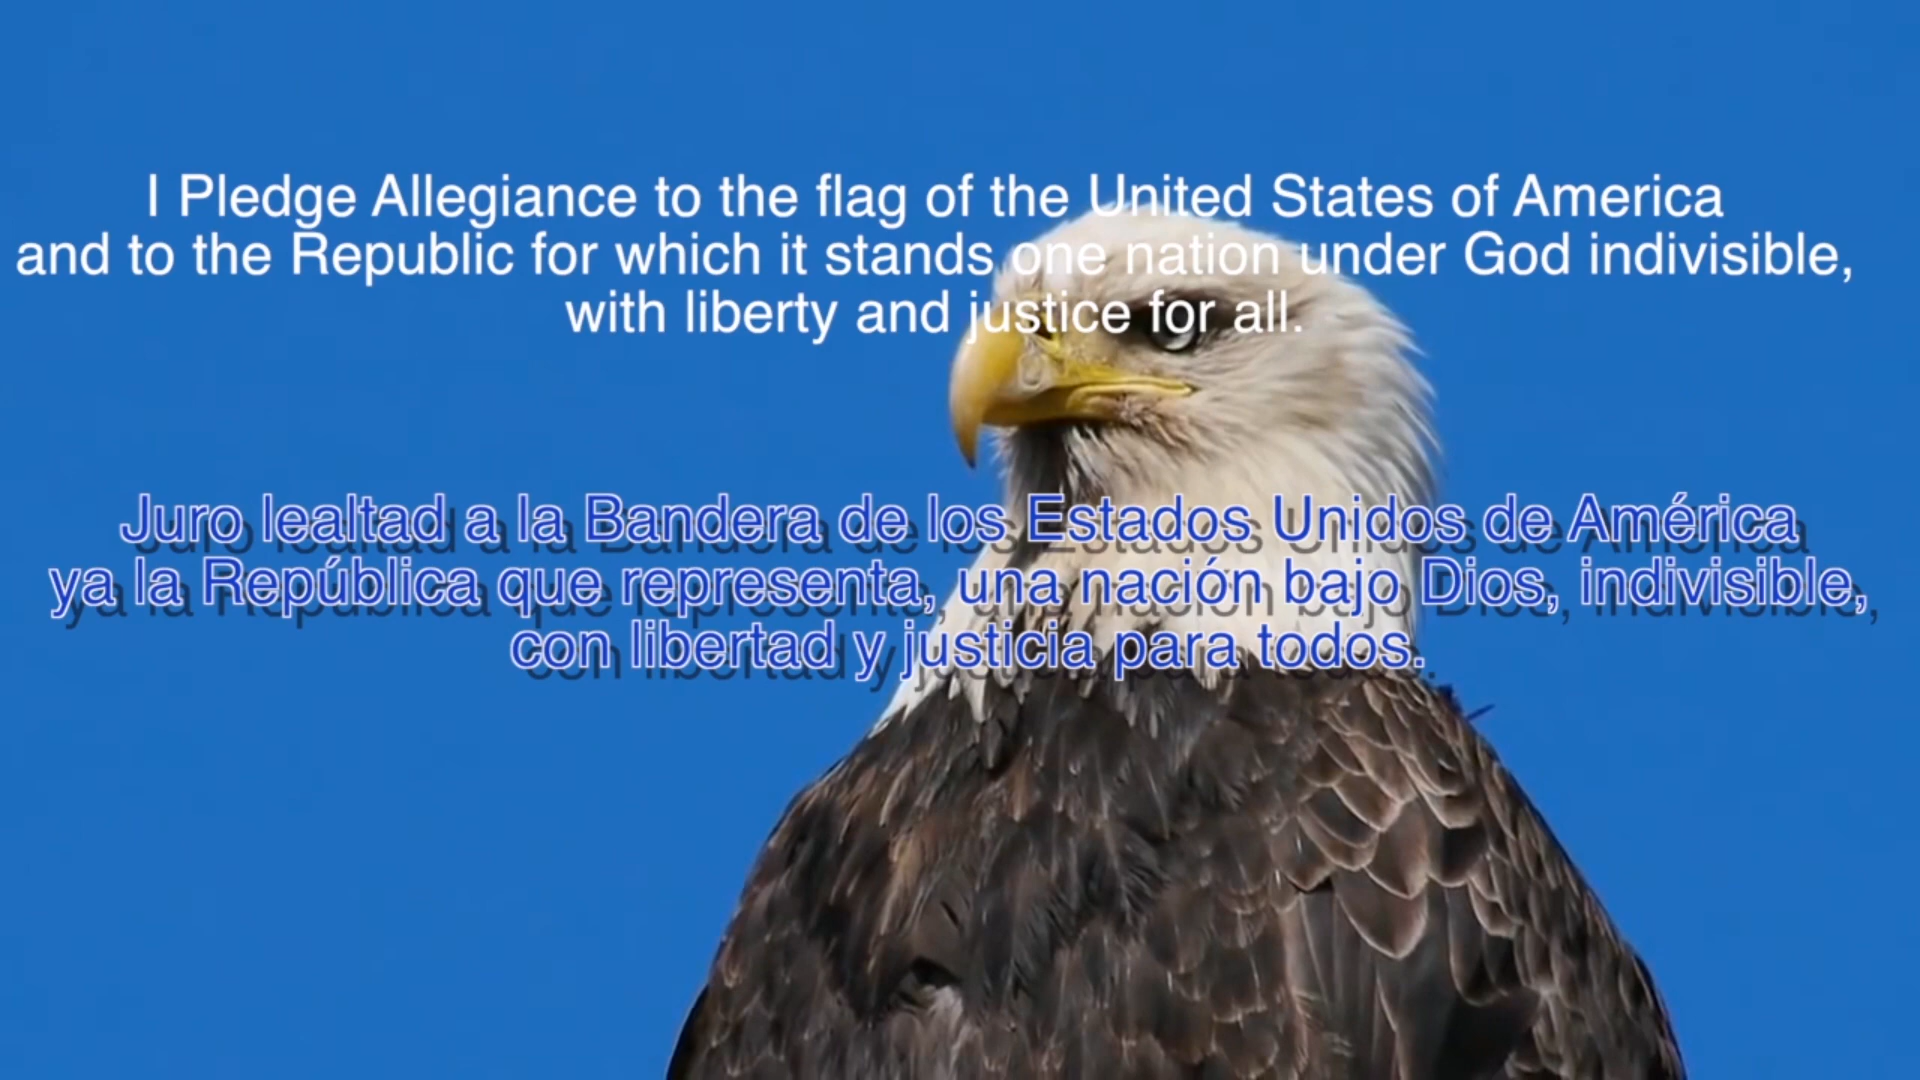 I Pledge Allegiance to the flag of the United States of America
and to the Republic for which it stands one nation under God indivisible,
with liberty and justice for all.
Juro lealtad a la Bandera de los Estados Unidos de América
ya la República que representa, una nación bajo Dios, indivisible,
con libertad y justicia para todos.